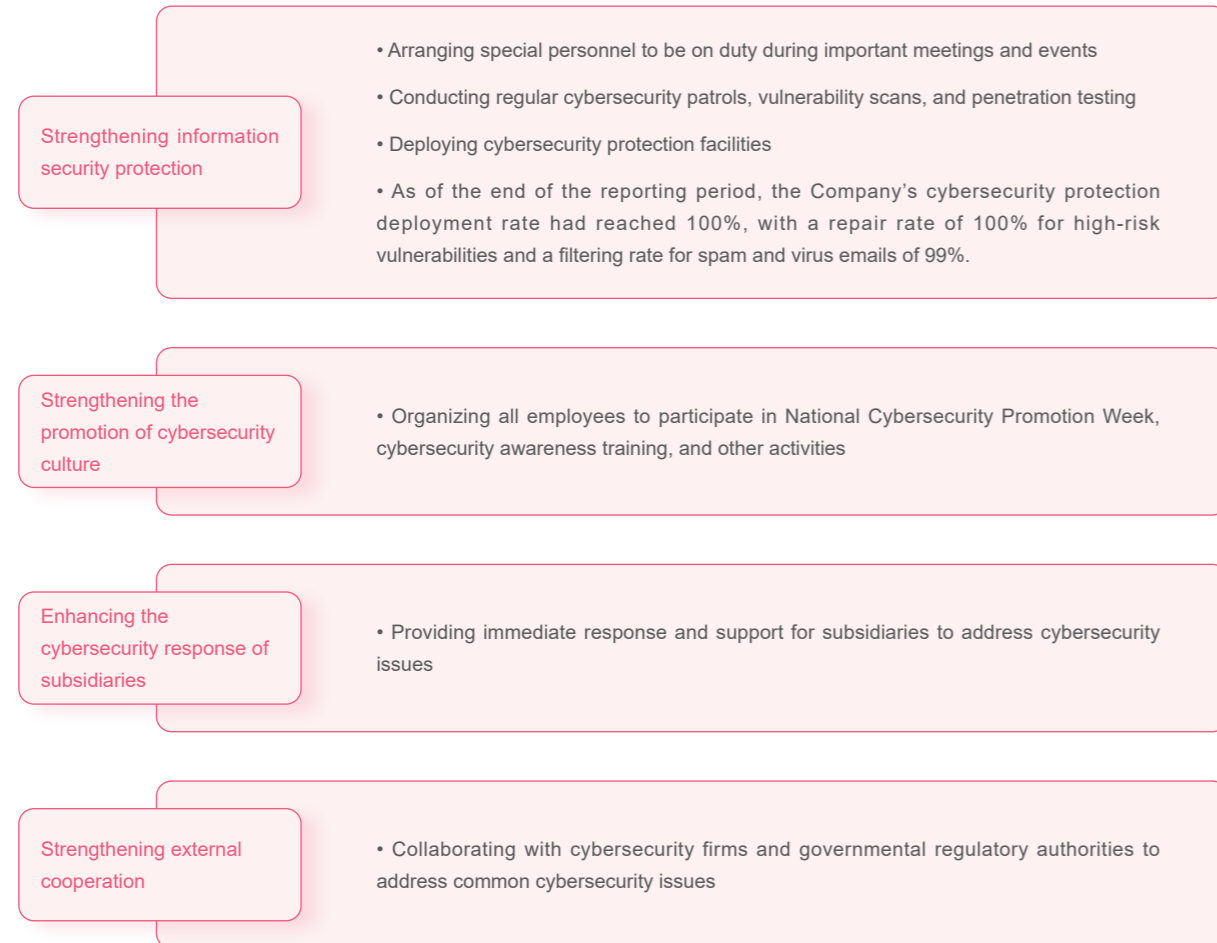 Strengthening information
security protection
• Arranging special personnel to be on duty during important meetings and events
• Conducting regular cybersecurity patrols, vulnerability scans, and penetration testing
• Deploying cybersecurity protection facilities
• As of the end of the reporting period, the Company’s cybersecurity protection
deployment rate had reached 100%, with a repair rate of 100% for high-risk
vulnerabilities and a filtering rate for spam and virus emails of 99%.
Strengthening the
promotion of cybersecurity
culture
• Organizing all employees to participate in National Cybersecurity Promotion Week,
cybersecurity awareness training, and other activities
Enhancing the
cybersecurity response of
subsidiaries
• Providing immediate response and support for subsidiaries to address cybersecurity
issues
Strengthening external
cooperation
• Collaborating with cybersecurity firms and governmental regulatory authorities to
address common cybersecurity issues